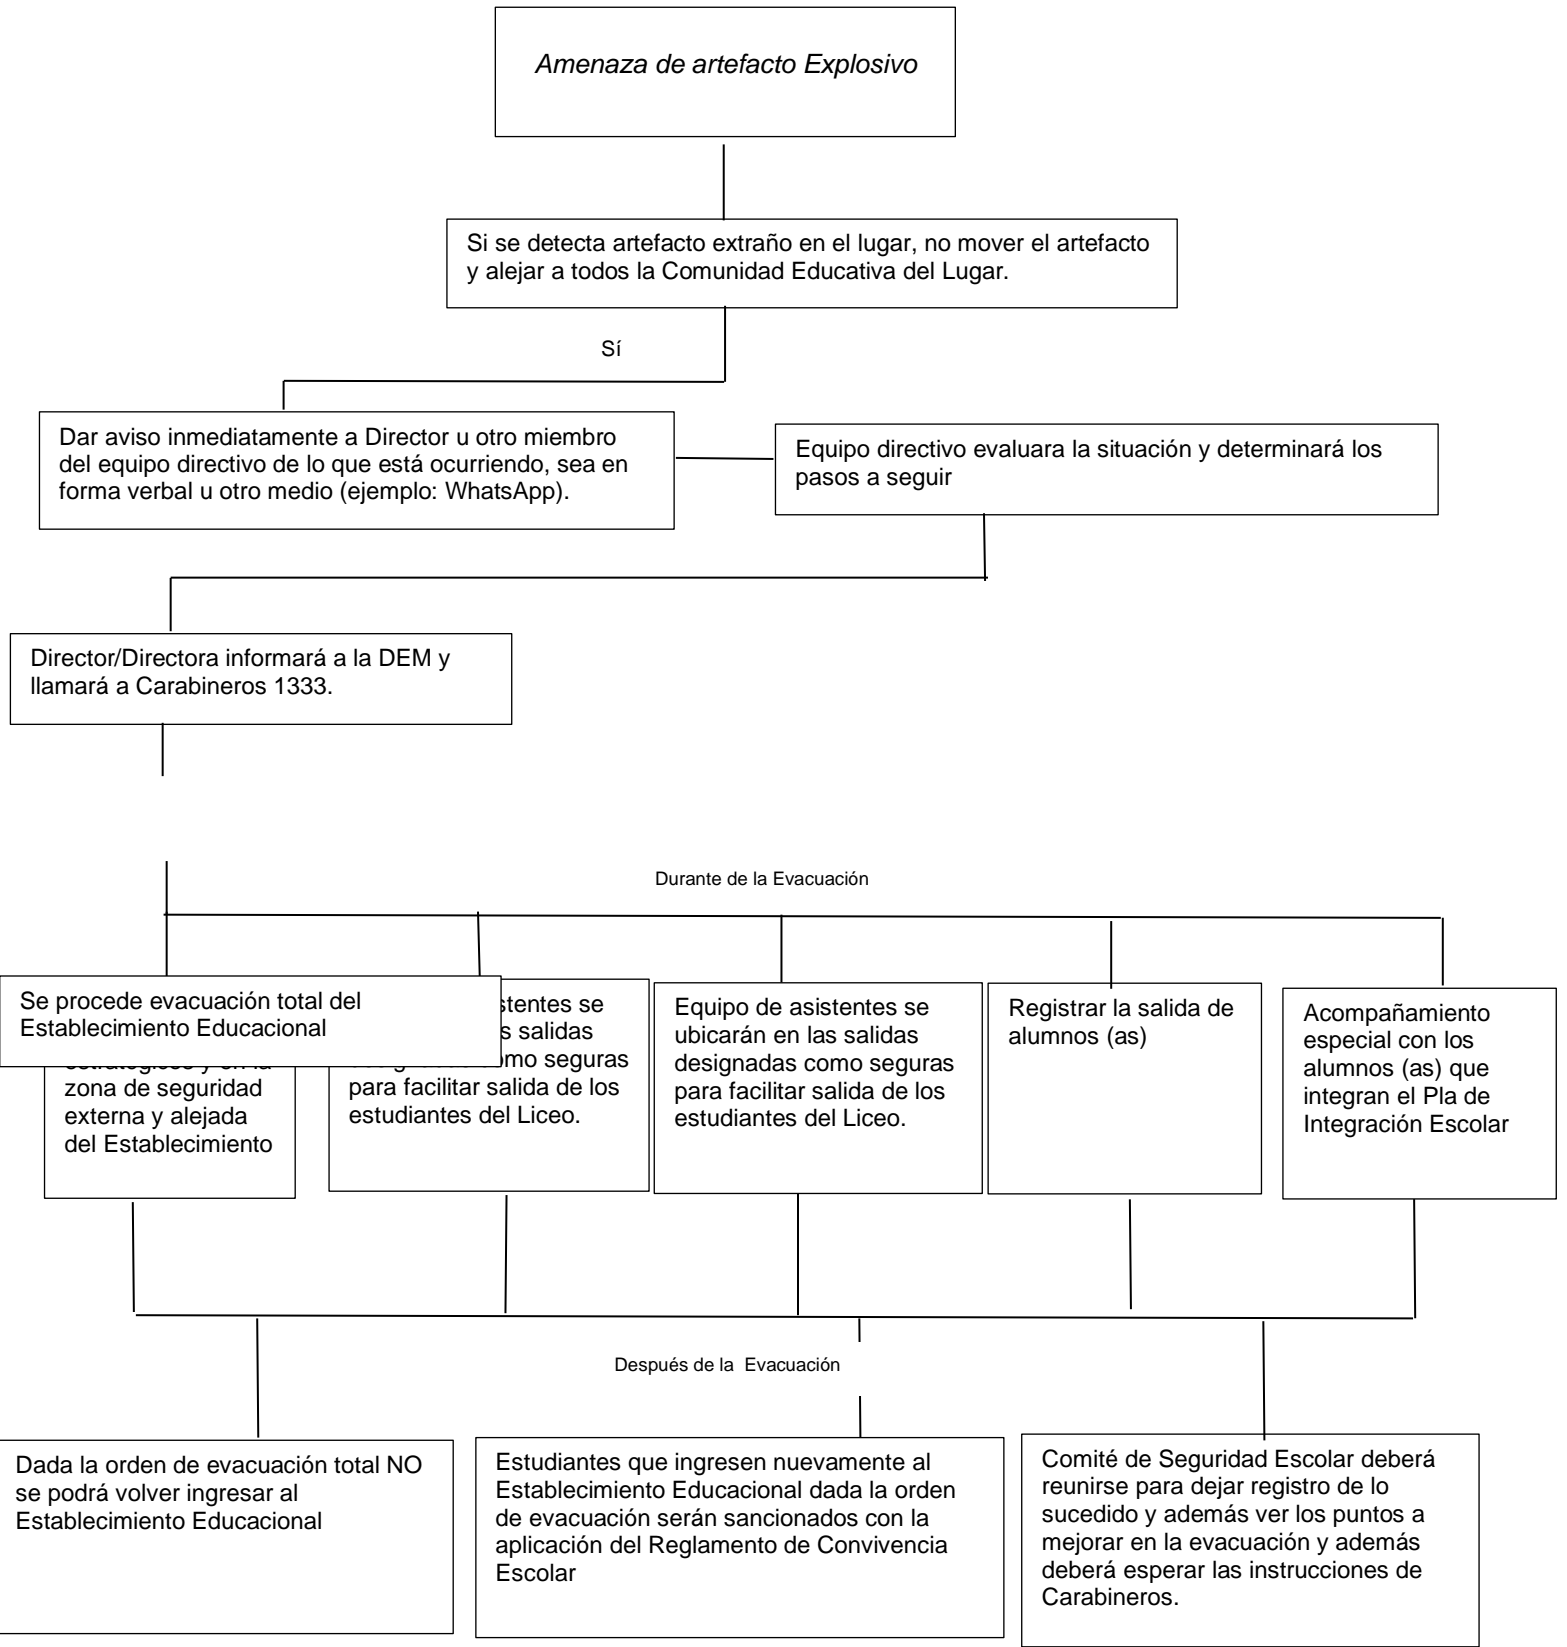 Amenaza de artefacto Explosivo
Si se detecta artefacto extraño en el lugar, no mover el artefacto
y alejar a todos la Comunidad Educativa del Lugar.
Sí
Dar aviso inmediatamente a Director u otro miembro
del equipo directivo de lo que está ocurriendo, sea en
forma verbal u otro medio (ejemplo: WhatsApp).
Equipo directivo evaluara la situación y determinará los
pasos a seguir
Director/Directora informará a la DEM y
llamará a Carabineros 1333.
Durante de la Evacuación
Se procede evacuación total del
Establecimiento Educacional
zona de seguridad
externa y alejada
del Establecimiento
se
salidas
como seguras
para facilitar salida de los
estudiantes del Liceo.
Equipo de asistentes se
ubicarán en las salidas
designadas como seguras
para facilitar salida de los
estudiantes del Liceo.
Registrar la salida de
alumnos (as)
Acompañamiento
especial con los
alumnos (as) que
integran el Pla de
Integración Escolar
Después de la Evacuación
Dada la orden de evacuación total NO
se podrá volver ingresar al
Establecimiento Educacional
Estudiantes que ingresen nuevamente al
Establecimiento Educacional dada la orden
de evacuación serán sancionados con la
aplicación del Reglamento de Convivencia
Escolar
Comité de Seguridad Escolar deberá
reunirse para dejar registro de lo
sucedido y además ver los puntos a
mejorar en la evacuación y además
deberá esperar las instrucciones de
Carabineros.